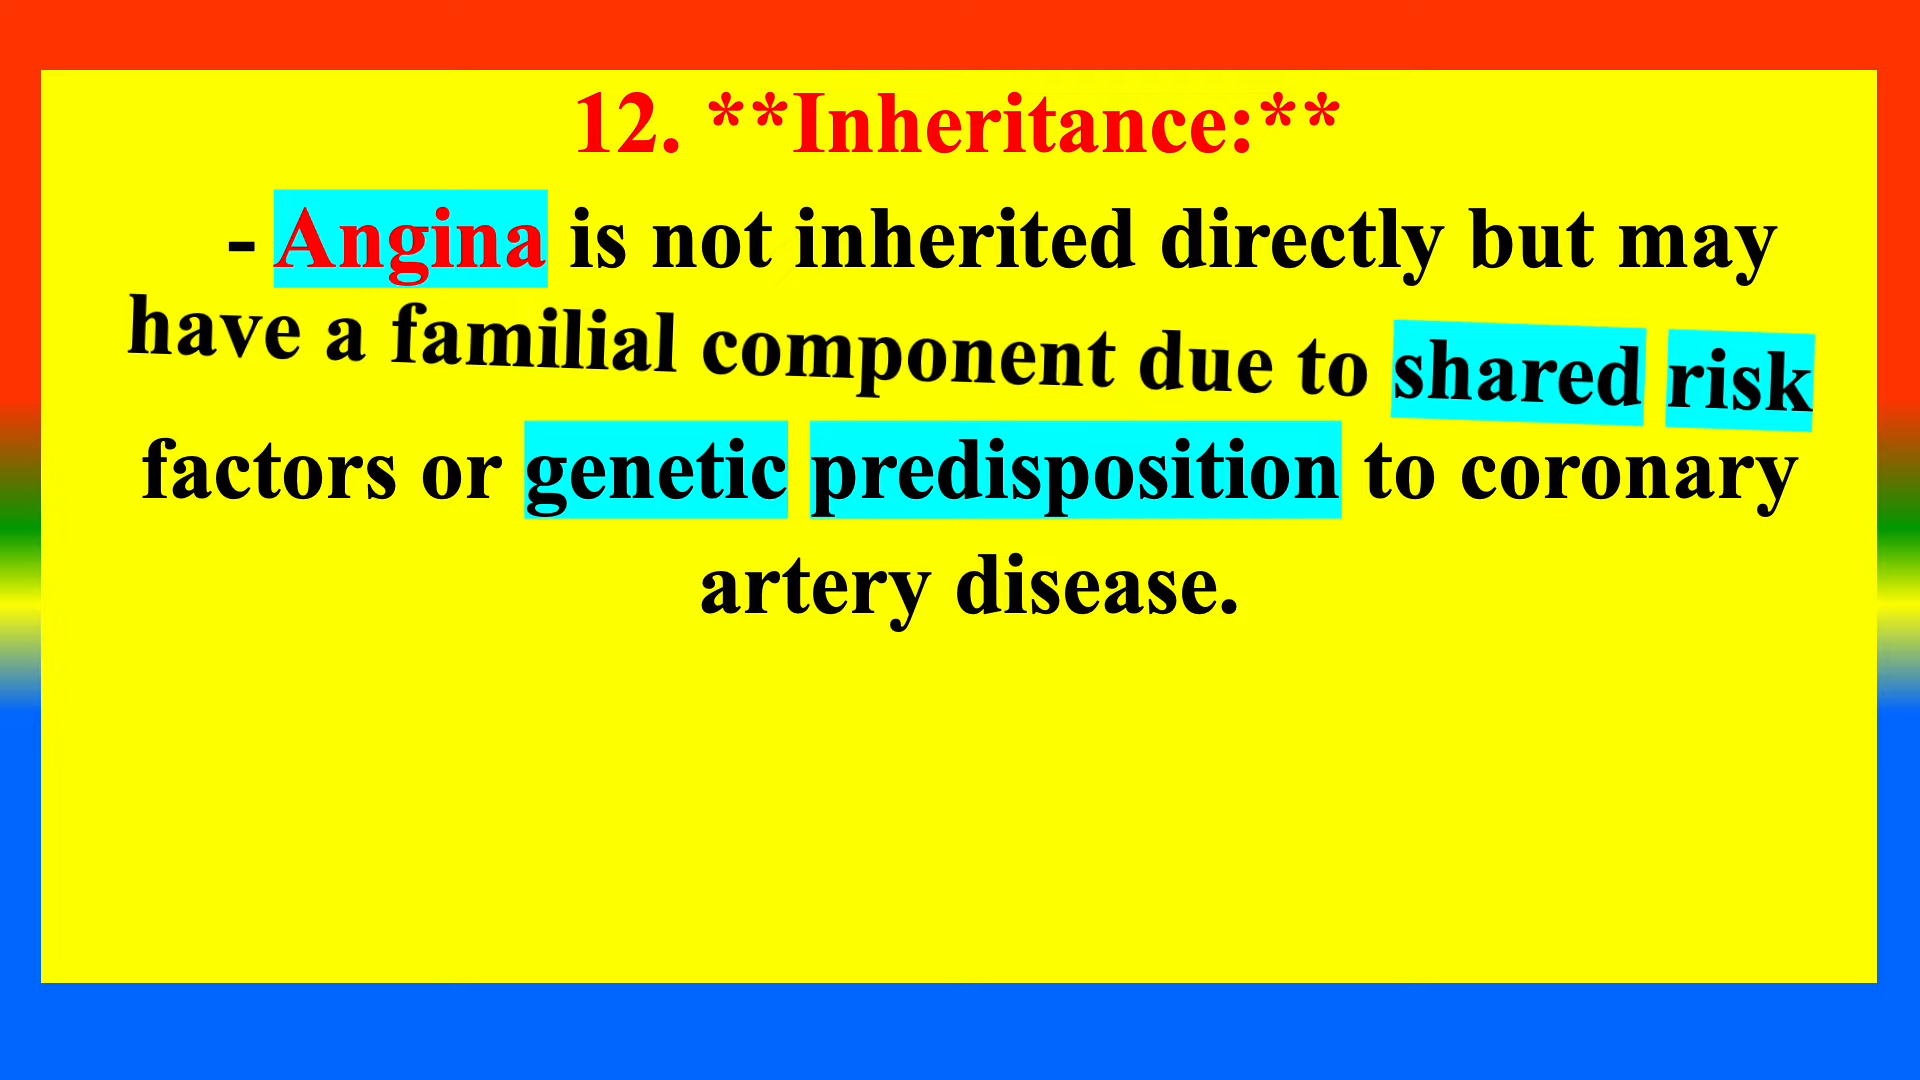 12. **Inheritance:**
- Angina is not inherited directly but may
have a familial component due to shared risk
factors or genetic predisposition to coronary
artery disease.